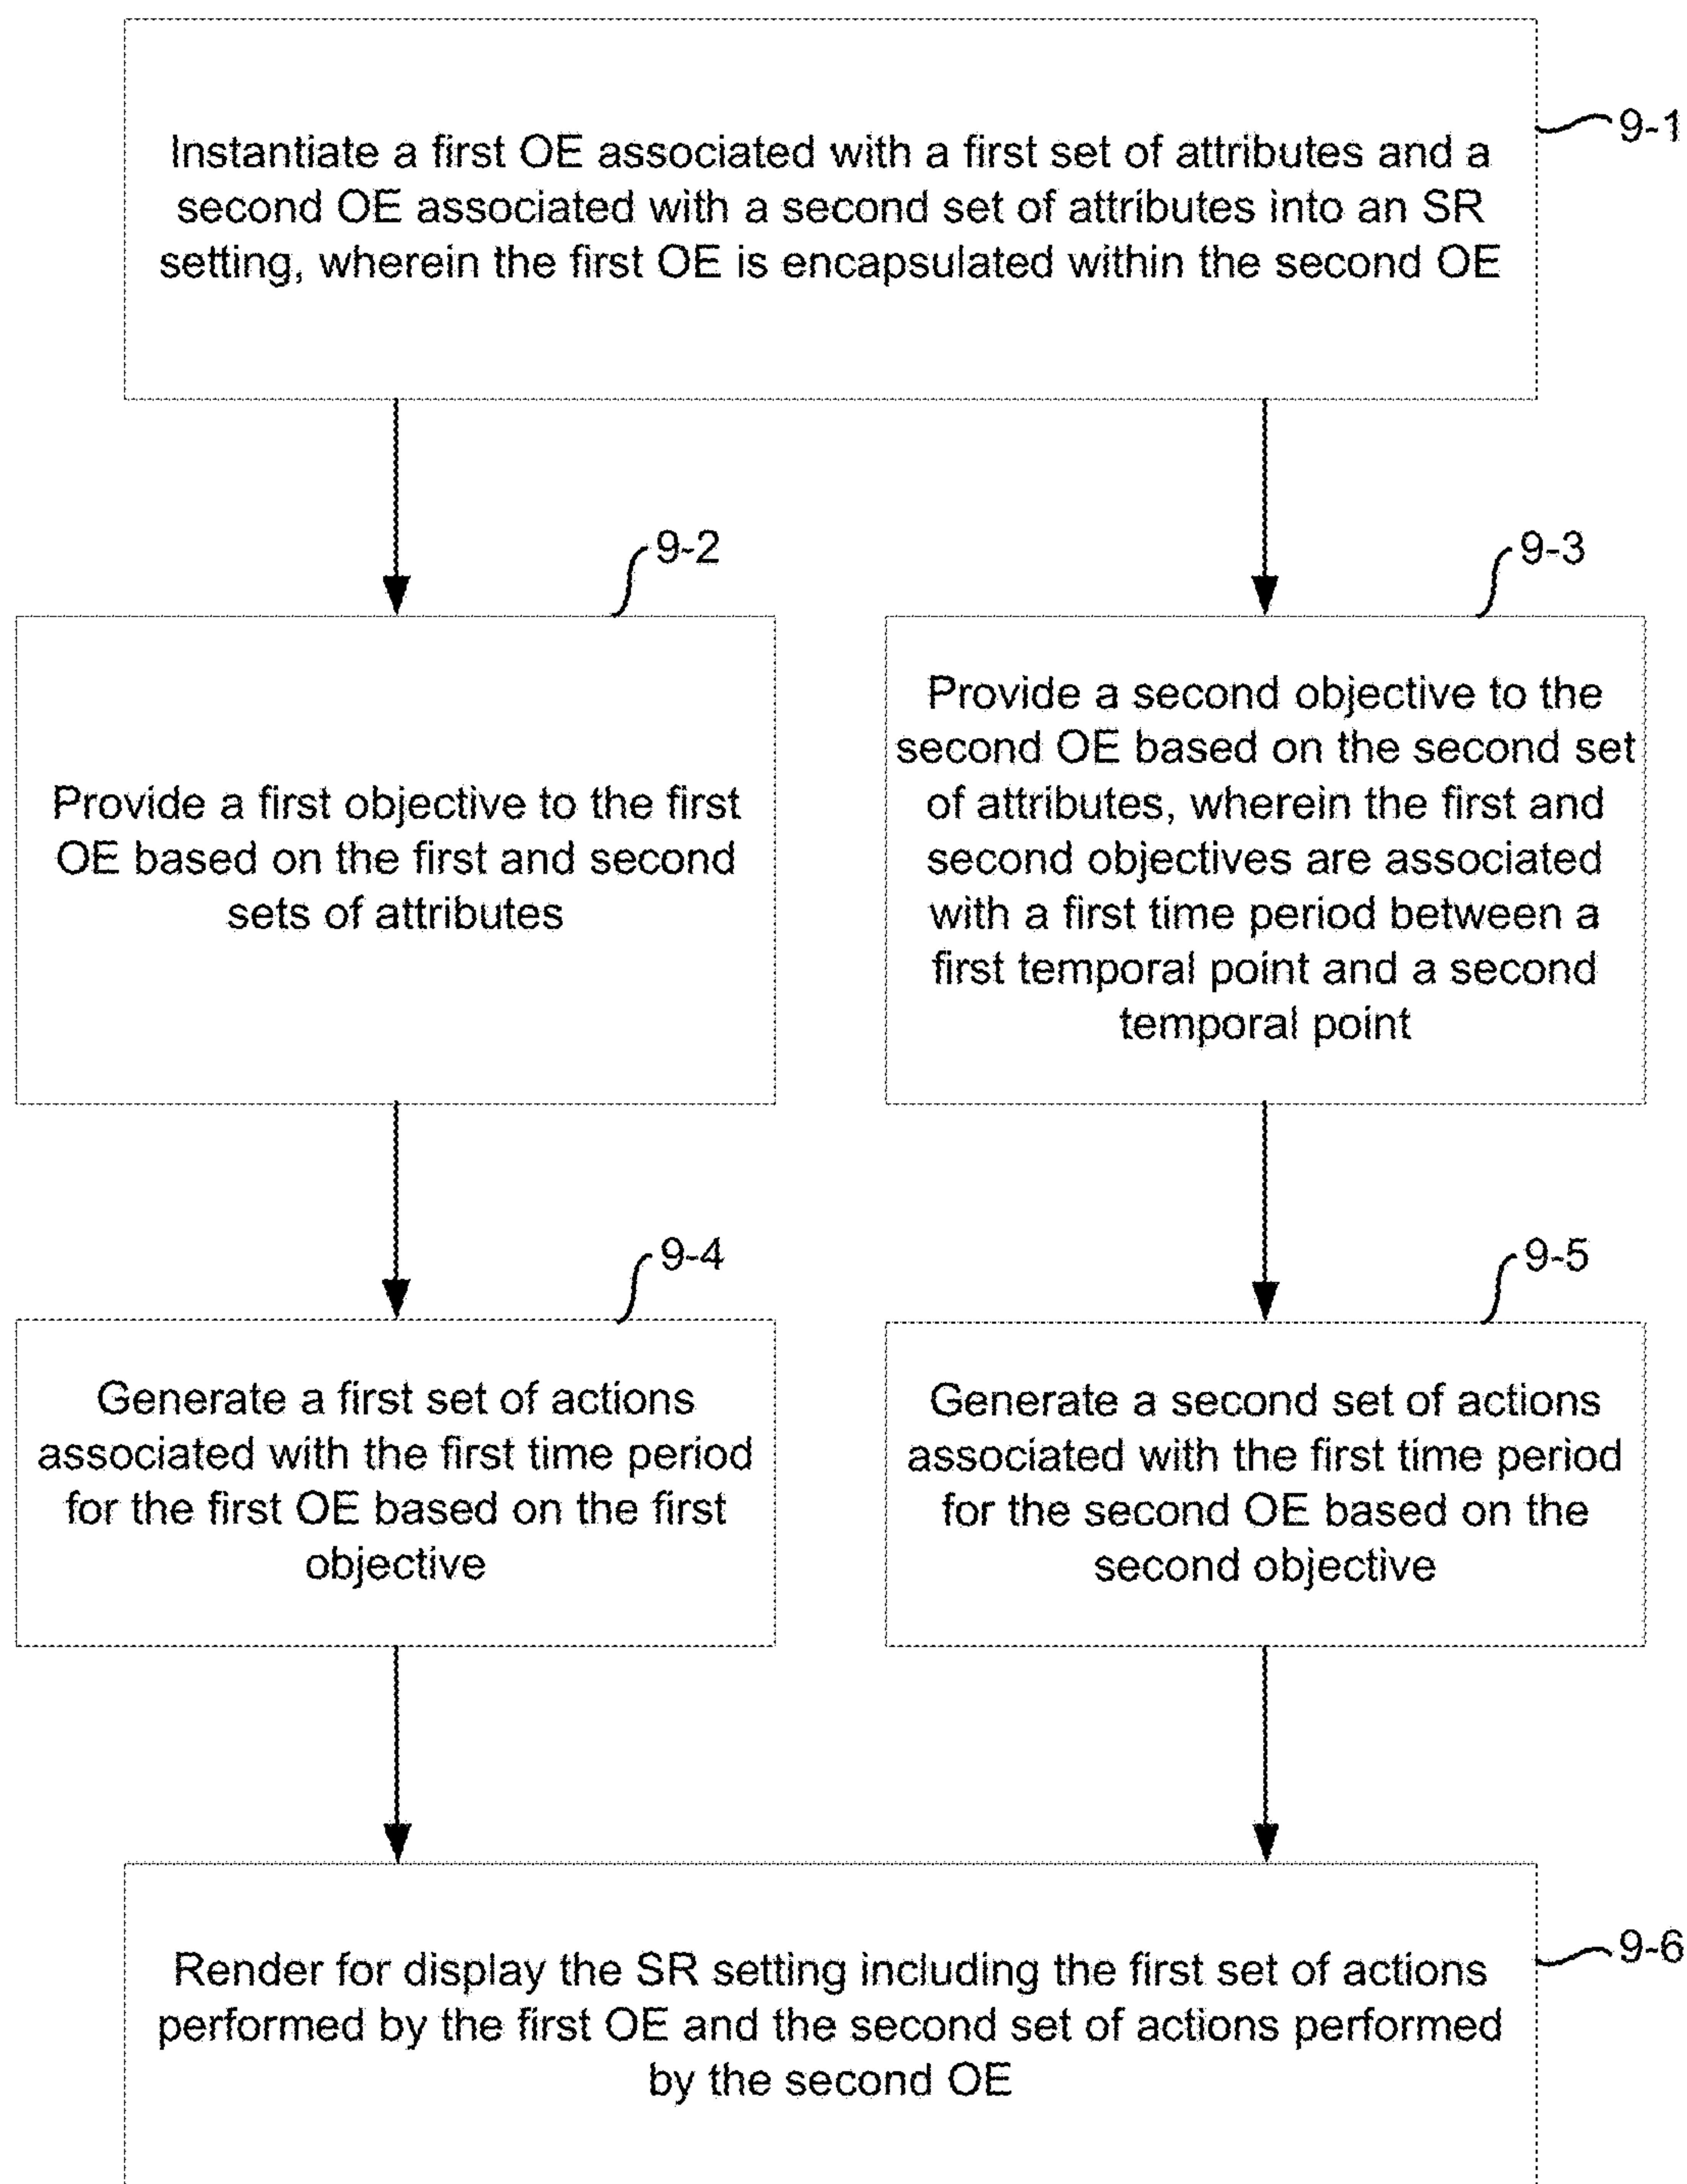 Instantiate a first OE associated with a first set of attributes and a
second OE associated with a second set of attributes into an SR
setting, wherein the first OE is encapsulated within the second OE
9-1
9-2
Provide a first objective to the first
OE based on the first and second
sets of attributes
9-3
Provide a second objective to the
second OE based on the second set
of attributes, wherein the first and
second objectives are associated
with a first time period between a
first temporal point and a second
temporal point
9-4
Generate a first set of actions
associated with the first time period
for the first OE based on the first
objective
9-5
Generate a second set of actions
associated with the first time period
for the second OE based on the
second objective
9-6
Render for display the SR setting including the first set of actions
performed by the first OE and the second set of actions performed
by the second OE